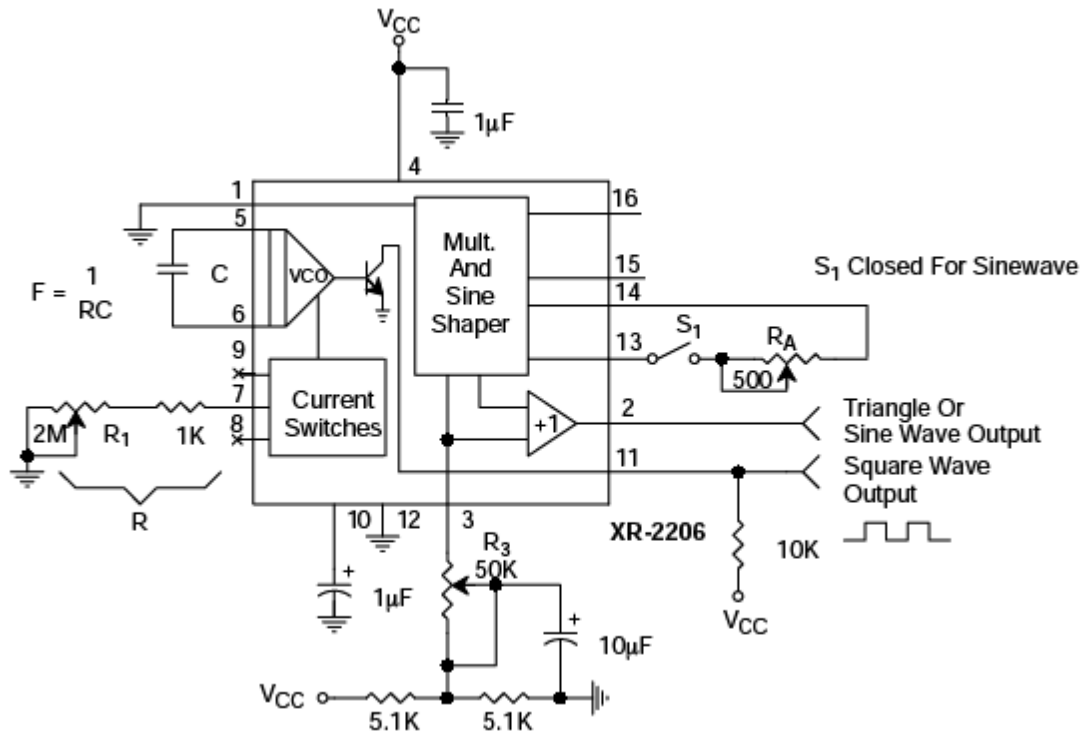 VCC
1µF
4
1
16
5
Mult.
And
Sine
Shaper
VCO
C
15
F = 1
RC
S1 Closed For Sinewave
14
6
S1
RA
13
9
500
7
Current
Switches
2
+1
Triangle Or
Sine Wave Output
2M
R1
1K
8
11
Square Wave
Output
R
10
12
3
XR-2206
R3
50K
10K
1µF
+
VCC
+
10µF
VCC
5.1K
5.1K